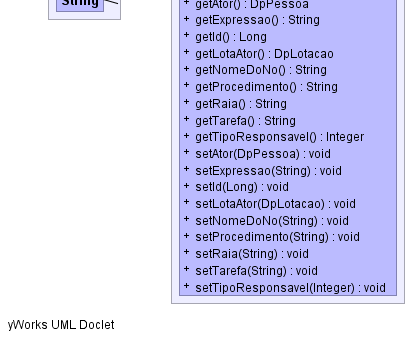 String
+ getAtor() : DpPessoa
+ getExpressao() : String
+ getId() : Long
+ getLotaAtor() : DpLotacao
+ getNomeDoNo() : String
+ getProcedimento() : String
+ getRaia() : String
+ getTarefa() : String
+ getTipoResponsavel() : Integer
+ setAtor(DpPessoa) : void
+ setExpressao(String) : void
+ setId(Long) : void
+ setLotaAtor(DpLotacao) : void
+ setNomeDoNo(String) : void
+ setProcedimento(String) : void
+ setRaia(String) : void
+ setTarefa(String) : void
+ setTipoResponsavel(Integer) : void
yWorks UML Doclet